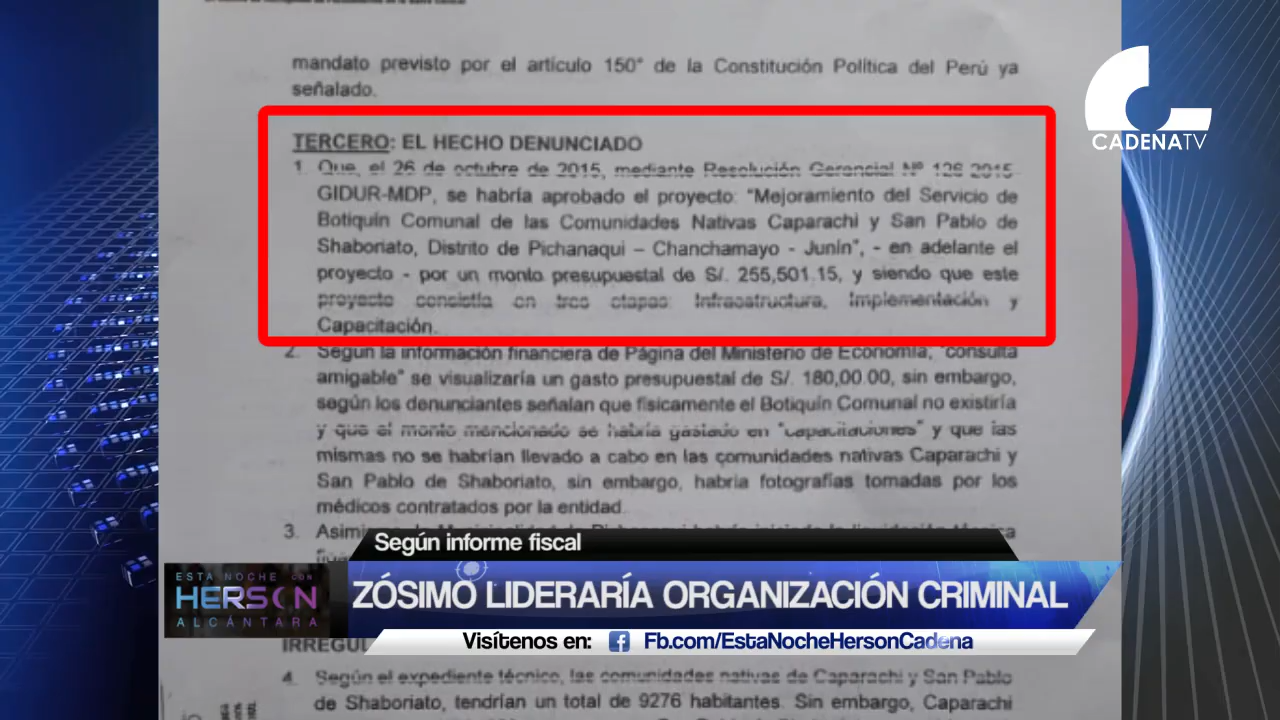 mandato previsto por el artículo 150° de la Constitución Política del Perú ya
señalado.
CADENATV
TERCERO: EL HECHO DENUNCIADO
1. Que, el 26 de octubre de 2015, mediante Resolución Gerencial Nº 126-2015-
GIDUR-MDP, se habría aprobado el proyecto: "Mejoramiento del Servicio de
Botiquín Comunal de las Comunidades Nativas Caparachi y San Pablo de
Shaboriato, Distrito de Pichanaqui – Chanchamayo - Junín", - en adelante el
proyecto - por un monto presupuestal de S/. 255,501.15, y siendo que este
proyecto consistía en tres etapas: Infraestructura, Implementación y
Capacitación.
2. Según la información financiera de Página del Ministerio de Economía, "consulta
amigable" se visualizaría un gasto presupuestal de S/. 180,00.00, sin embargo,
según los denunciantes señalan que físicamente el Botiquín Comunal no existiría
y que el monto mencionado se habría gastado en "capacitaciones" y que las
mismas no se habrían llevado a cabo en las comunidades nativas Caparachi y
San Pablo de Shaboriato, sin embargo, habría fotografías tomadas por los
médicos contratados por la entidad.
3.
Según informe fiscal
ESTA NOCHE CON
HERSON
ALCÁNTARA
ZÓSIMO LIDERARÍA ORGANIZACIÓN CRIMINAL
Visítenos en: Fb.com/EstaNocheHersonCadena
4. Según el expediente técnico, las comunidades nativas de Caparachi y San Pablo
de Shaboriato, tendrían un total de 9276 habitantes. Sin embargo, Caparachi